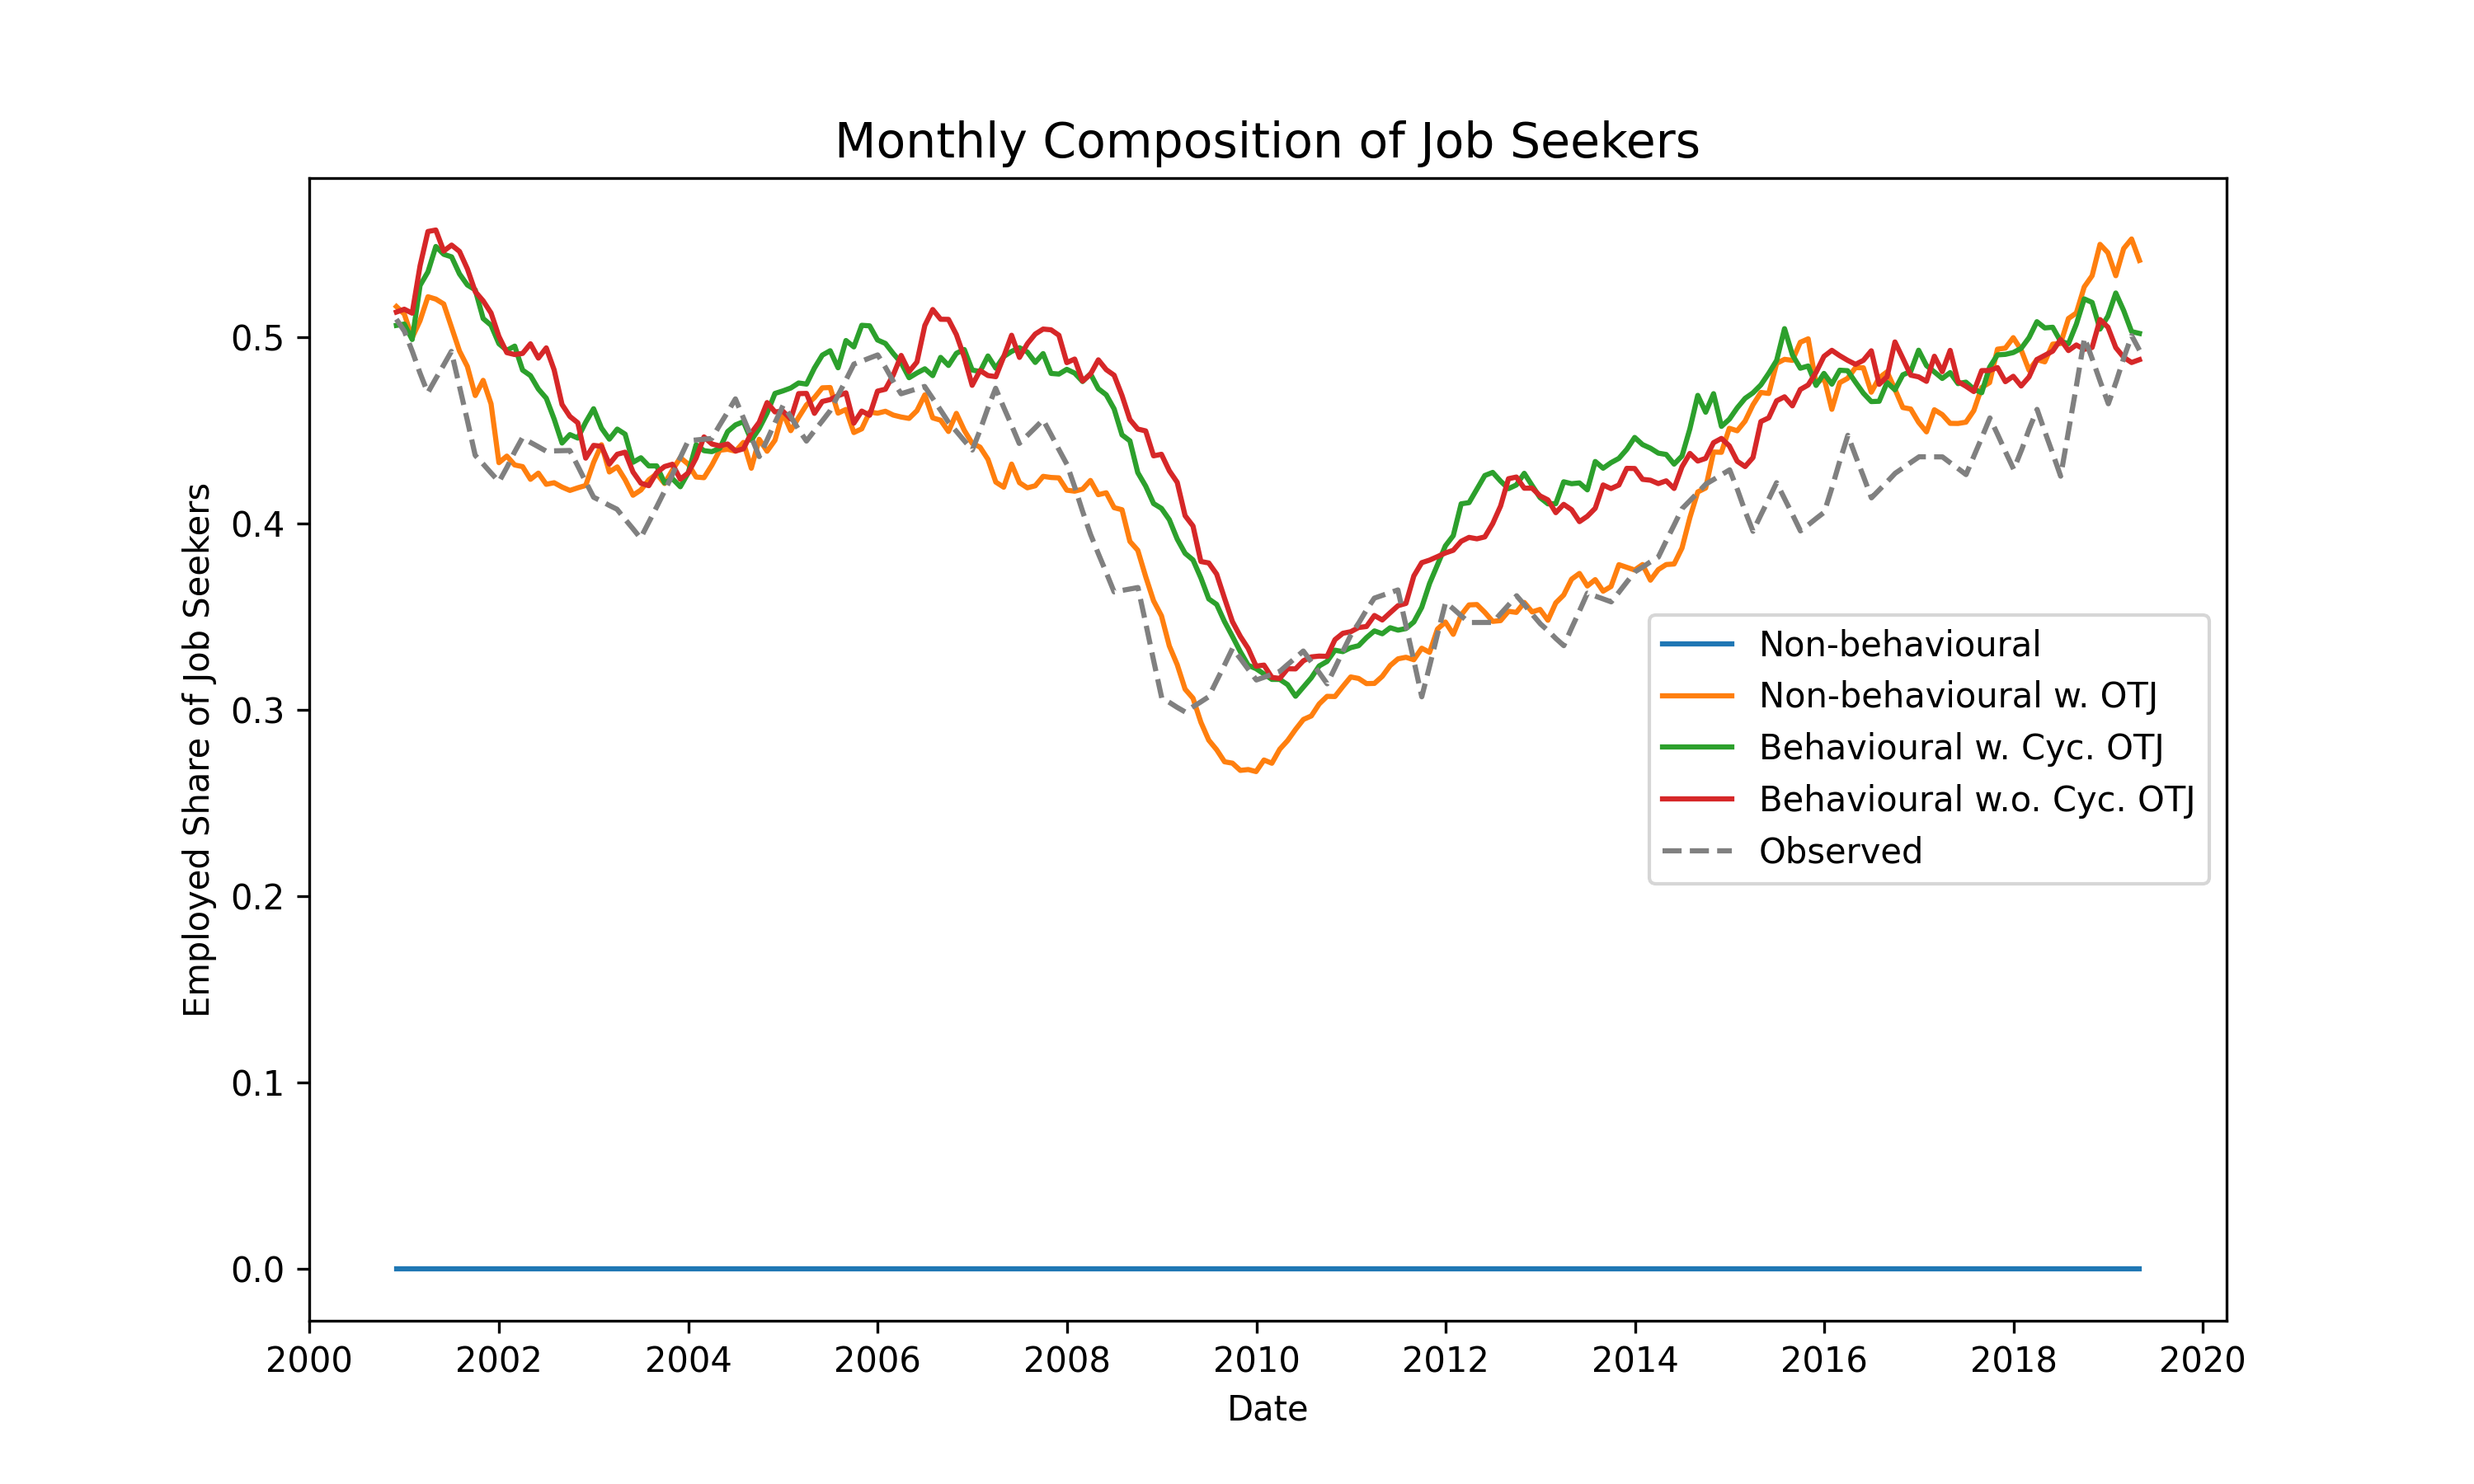 Monthly Composition of Job Seekers
Employed Share of Job Seekers
0.5
0.4
0.3
0.2
0.1
0.0
Non-behavioural
Non-behavioural w. OTJ
Behavioural w. Cyc. OTJ
Behavioural w.o. Cyc. OTJ
Observed
2000 2002 2004 2006 2008 2010 2012 2014 2016 2018 2020
Date